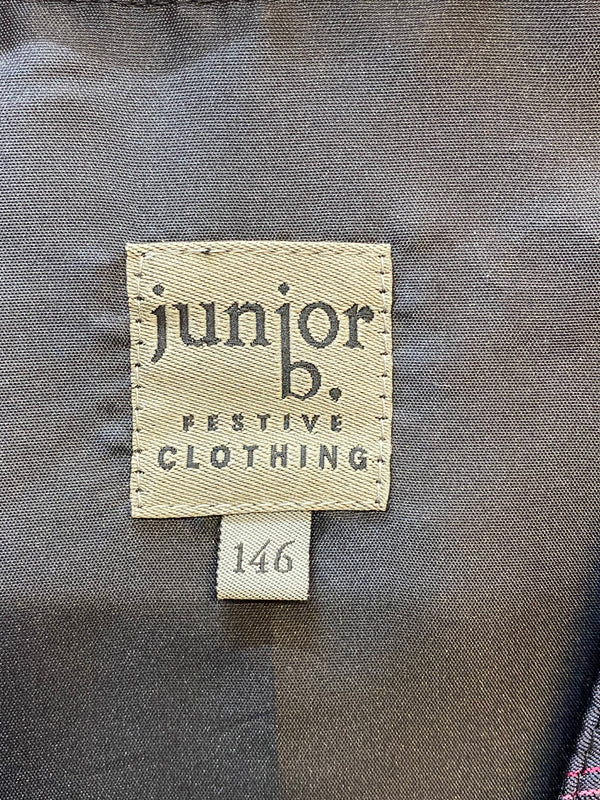 junior
b.
FESTIVE
CLOTHING
146